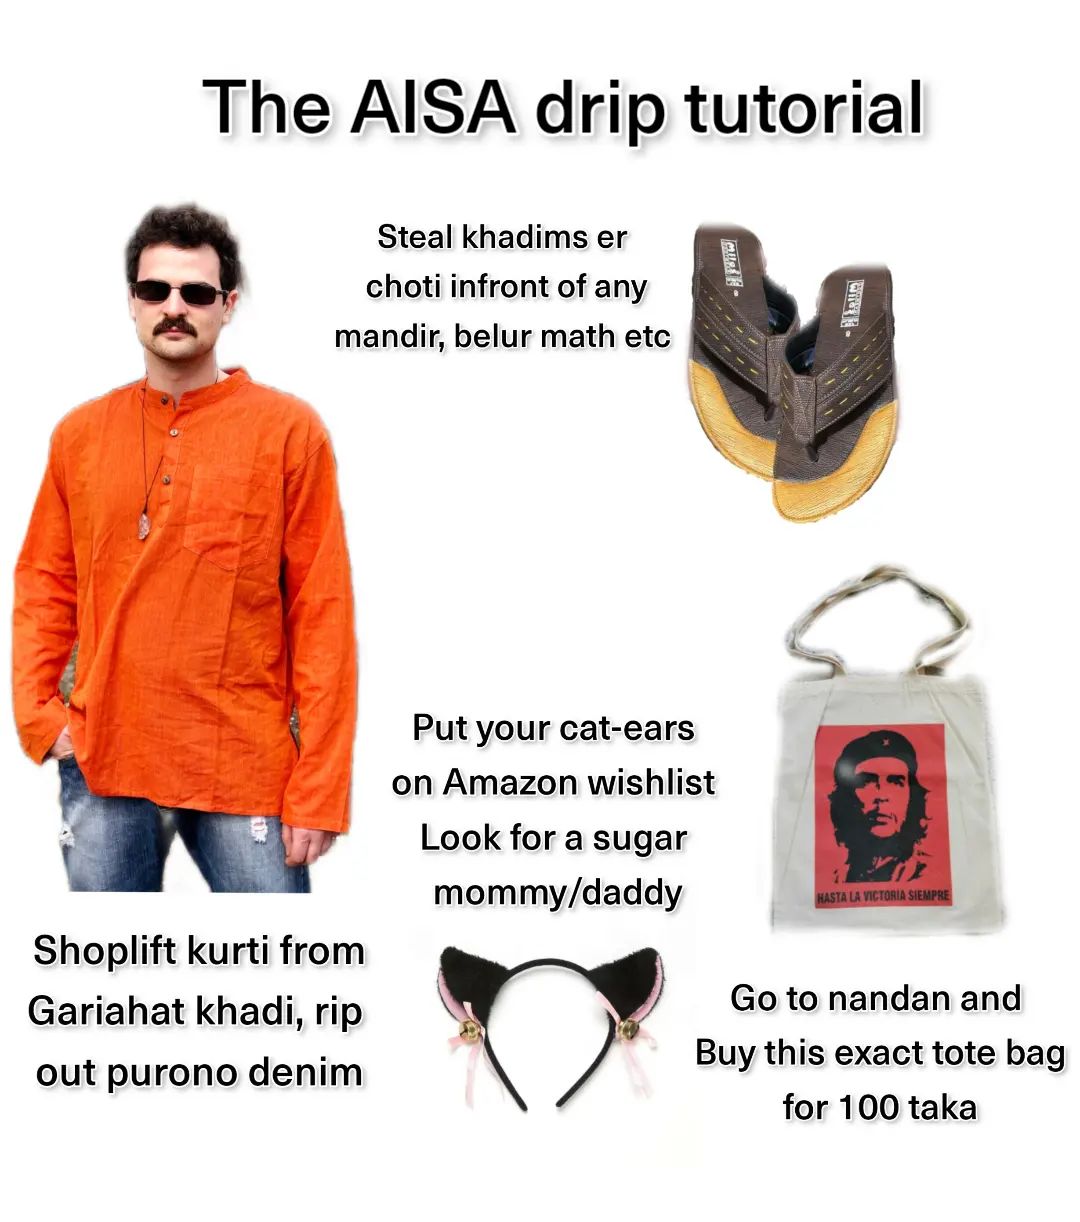 The AISA drip tutorial
Steal khadims er
choti infront of any
mandir, belur math etc
Put your cat-ears
on Amazon wishlist
Look for a sugar
mommy/daddy
HASTA LA VICTORIA SIEMPRE
Shoplift kurti from
Gariahat khadi, rip
out purono denim
Go to nandan and
Buy this exact tote bag
for 100 taka